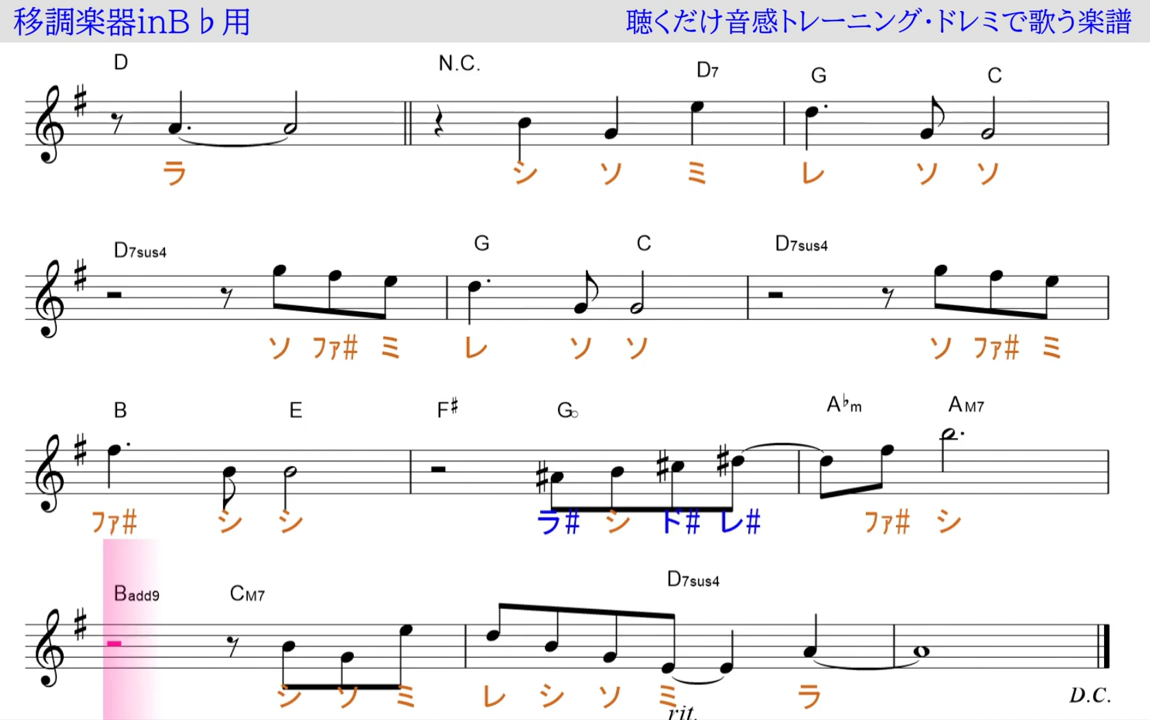 移調楽器inB♭用
聴くだけ音感トレーニング・ドレミで歌う楽譜
D N.C. D7 G C
ラ シ ソ ミ レ ソ ソ
D7sus4 G C D7sus4
ソ ファ# ミ レ ソ ソ ソ ファ# ミ
B E F# G○ A♭m AM7
ファ# シ シ ラ# シ ド# レ# ファ# シ
Badd9 CM7 D7sus4
シ ソ ミ レ シ ソ ミ ラ D.C.
rit.